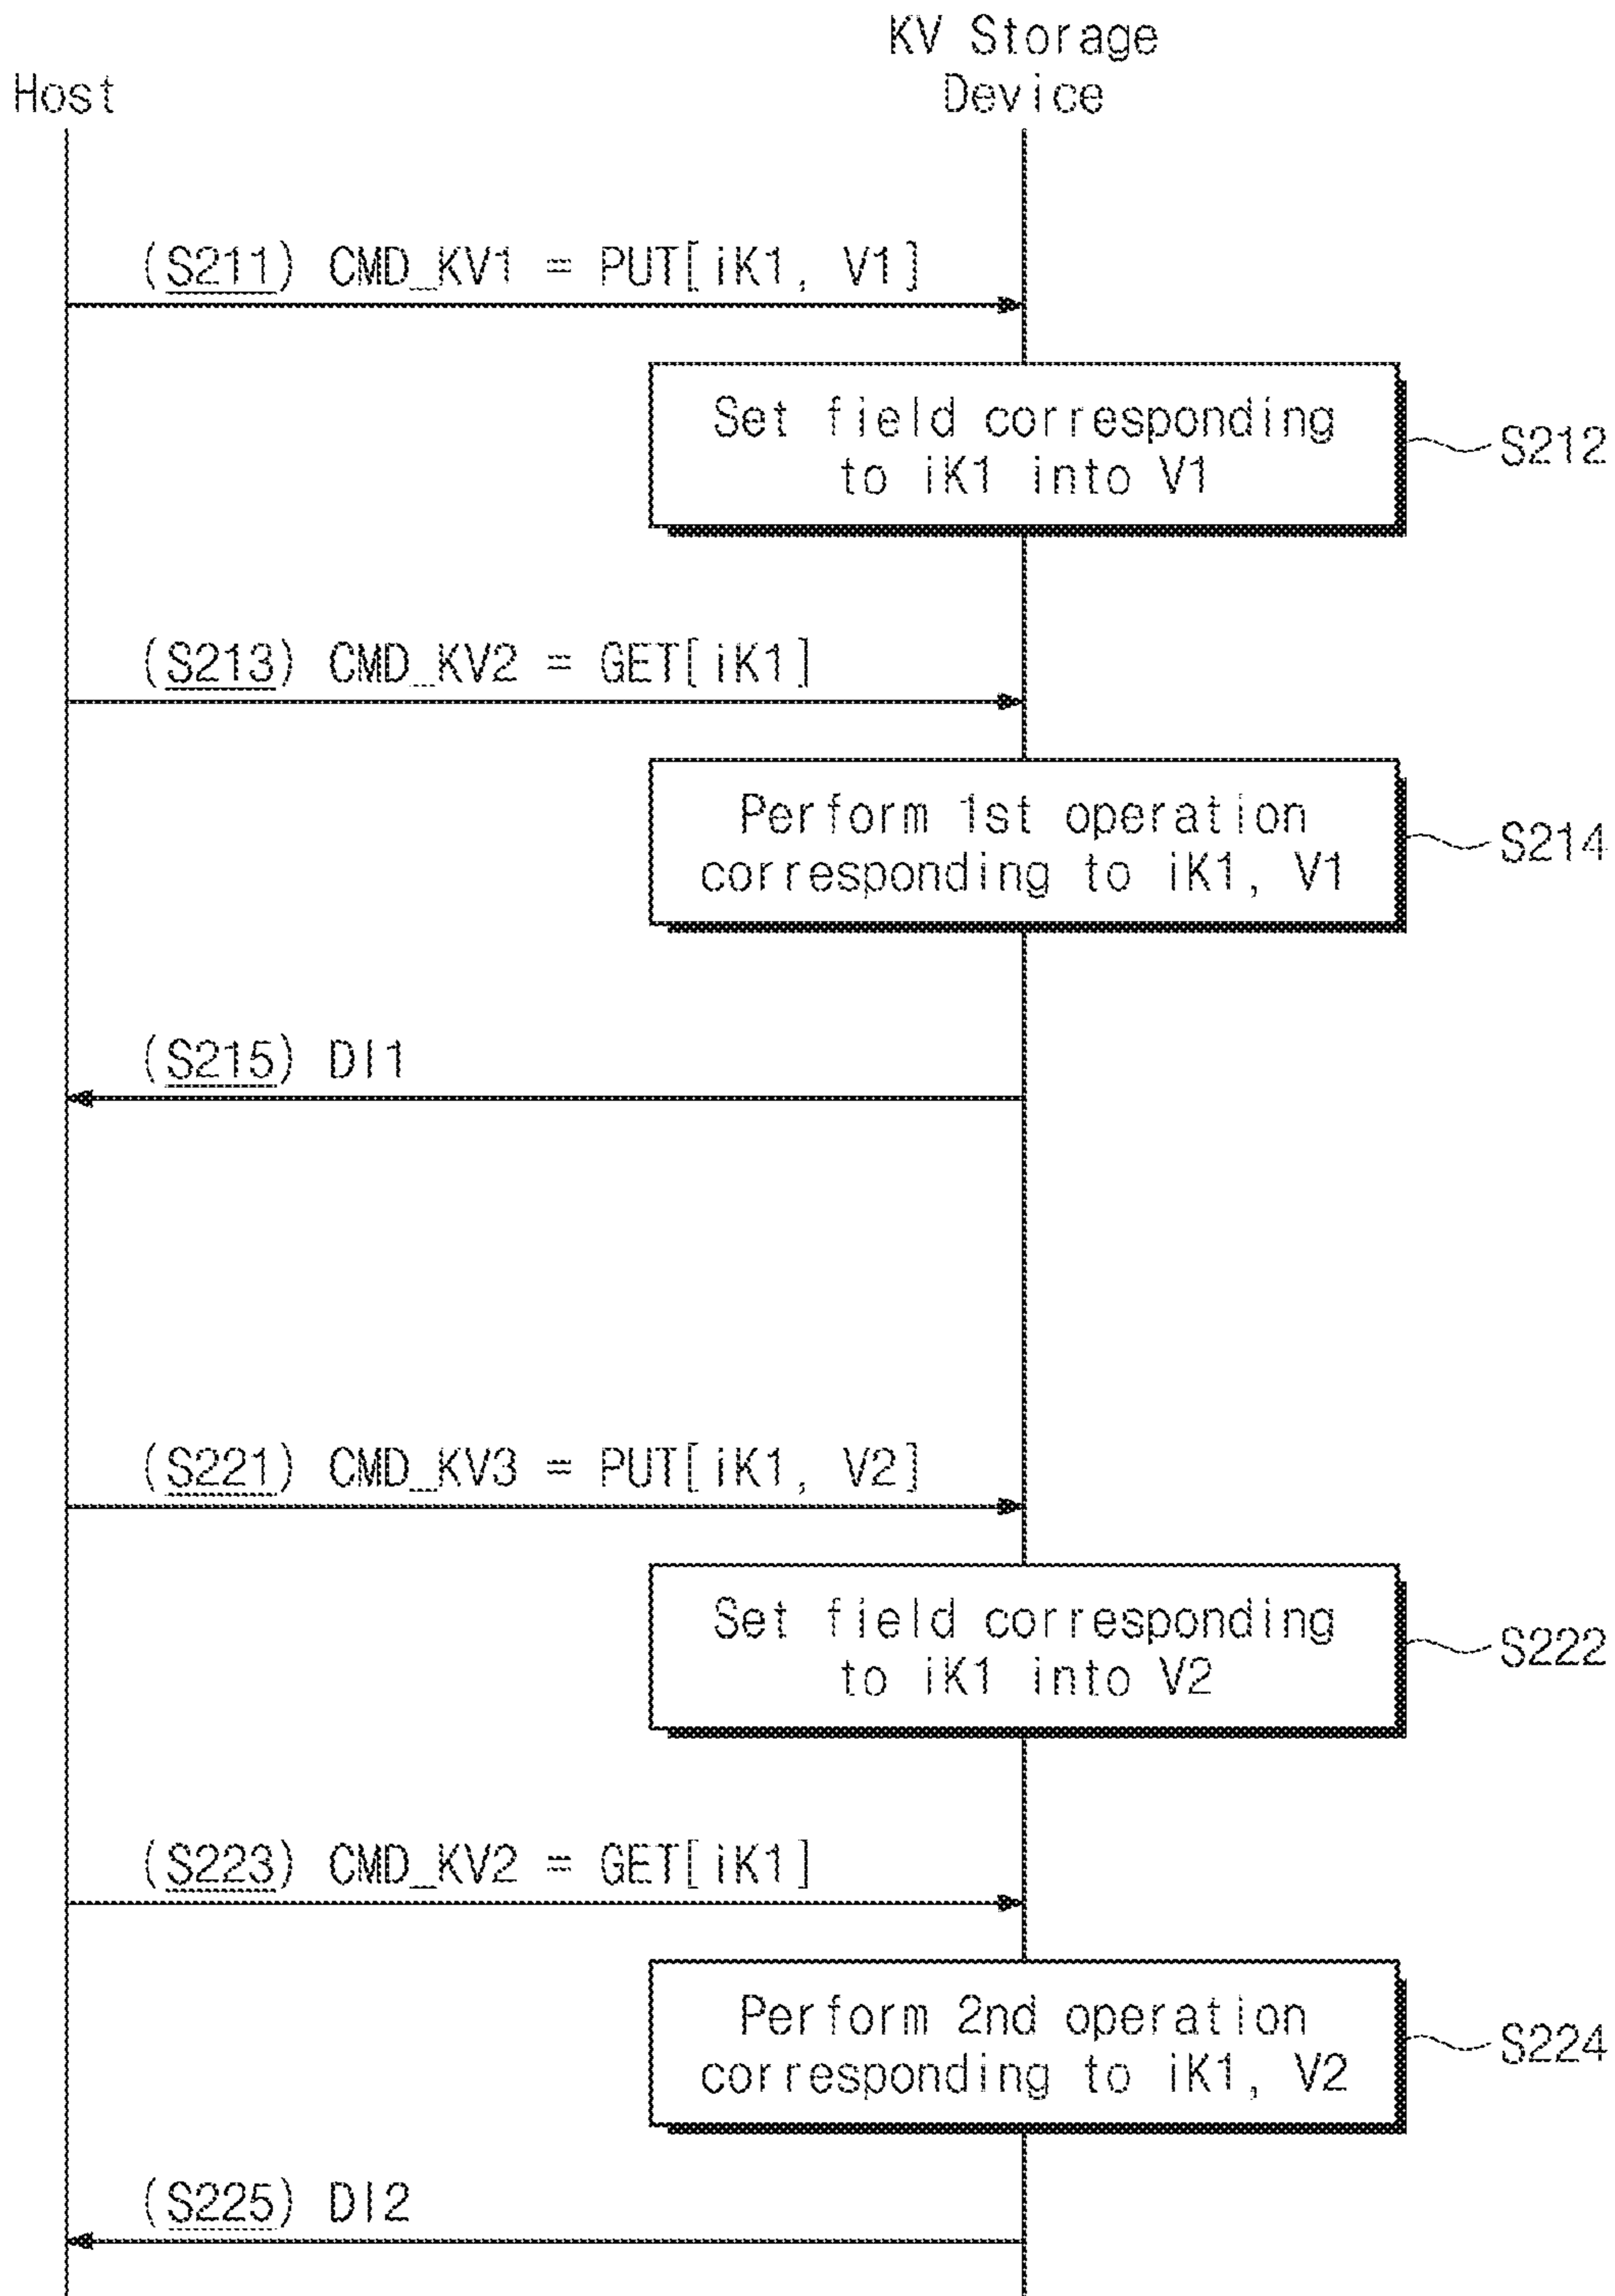 KV Storage
Device
Host
(S211) CMD_KV1 = PUT[iK1, V1]
Set field corresponding
to iK1 into V1
S212
(S213) CMD_KV2 = GET[iK1]
Perform 1st operation
corresponding to iK1, V1
S214
(S215) DI1
(S221) CMD_KV3 = PUT[iK1, V2]
Set field corresponding
to iK1 into V2
S222
(S223) CMD_KV2 = GET[iK1]
Perform 2nd operation
corresponding to iK1, V2
S224
(S225) DI2